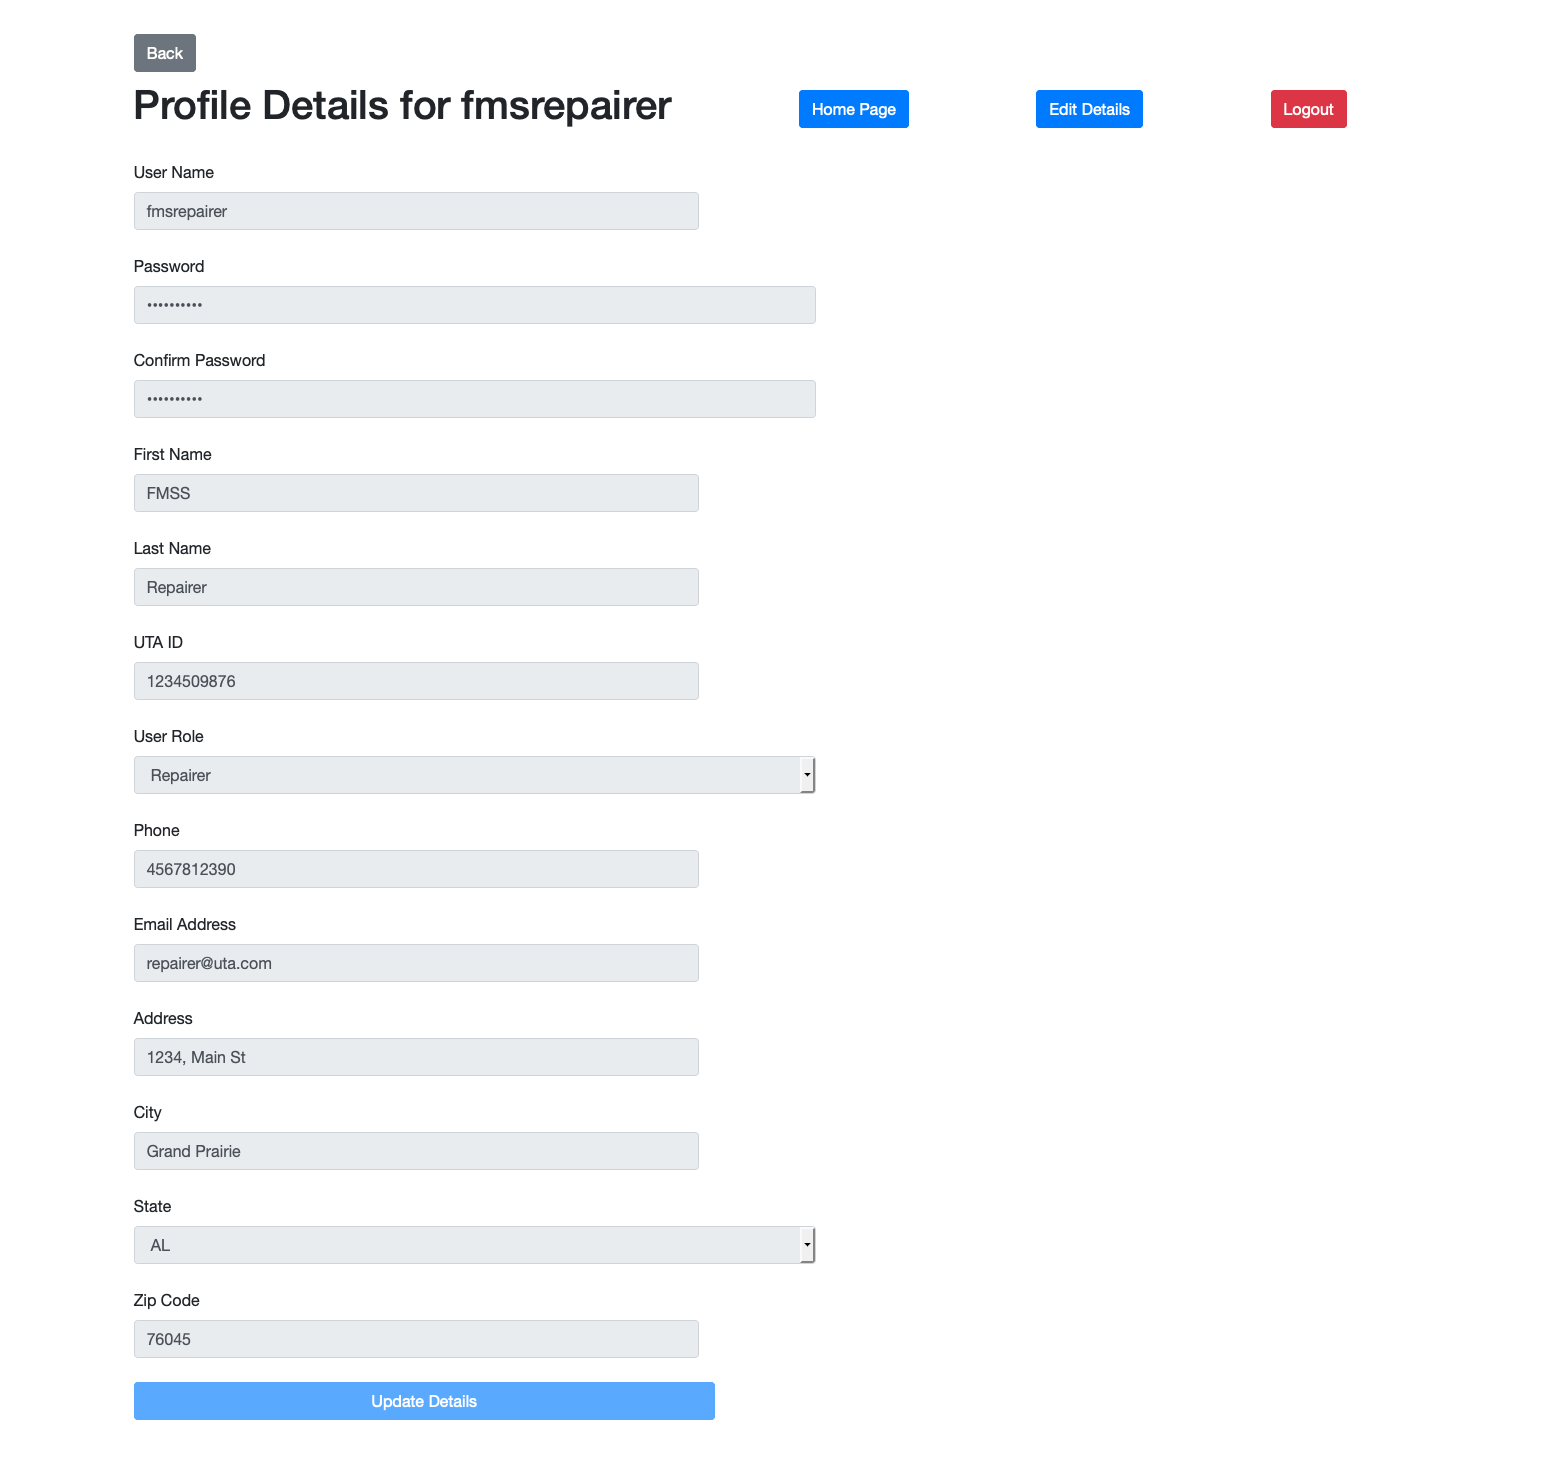 Back
Profile Details for fmsrepairer
Home Page
Edit Details
Logout
User Name
fmsrepairer
Password
••••••••••
Confirm Password
••••••••••
First Name
FMSS
Last Name
Repairer
UTA ID
1234509876
User Role
Repairer
Phone
4567812390
Email Address
repairer@uta.com
Address
1234, Main St
City
Grand Prairie
State
AL
Zip Code
76045
Update Details